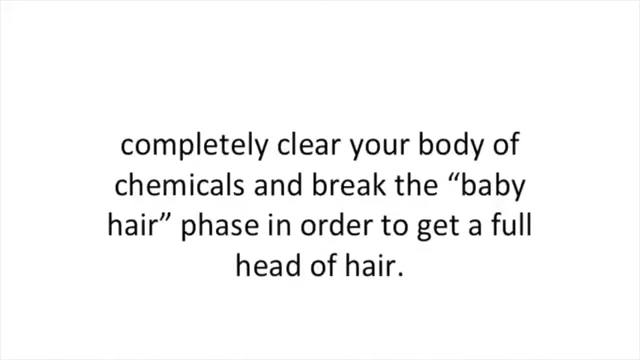 completely clear your body of
chemicals and break the “baby
hair” phase in order to get a full
head of hair.